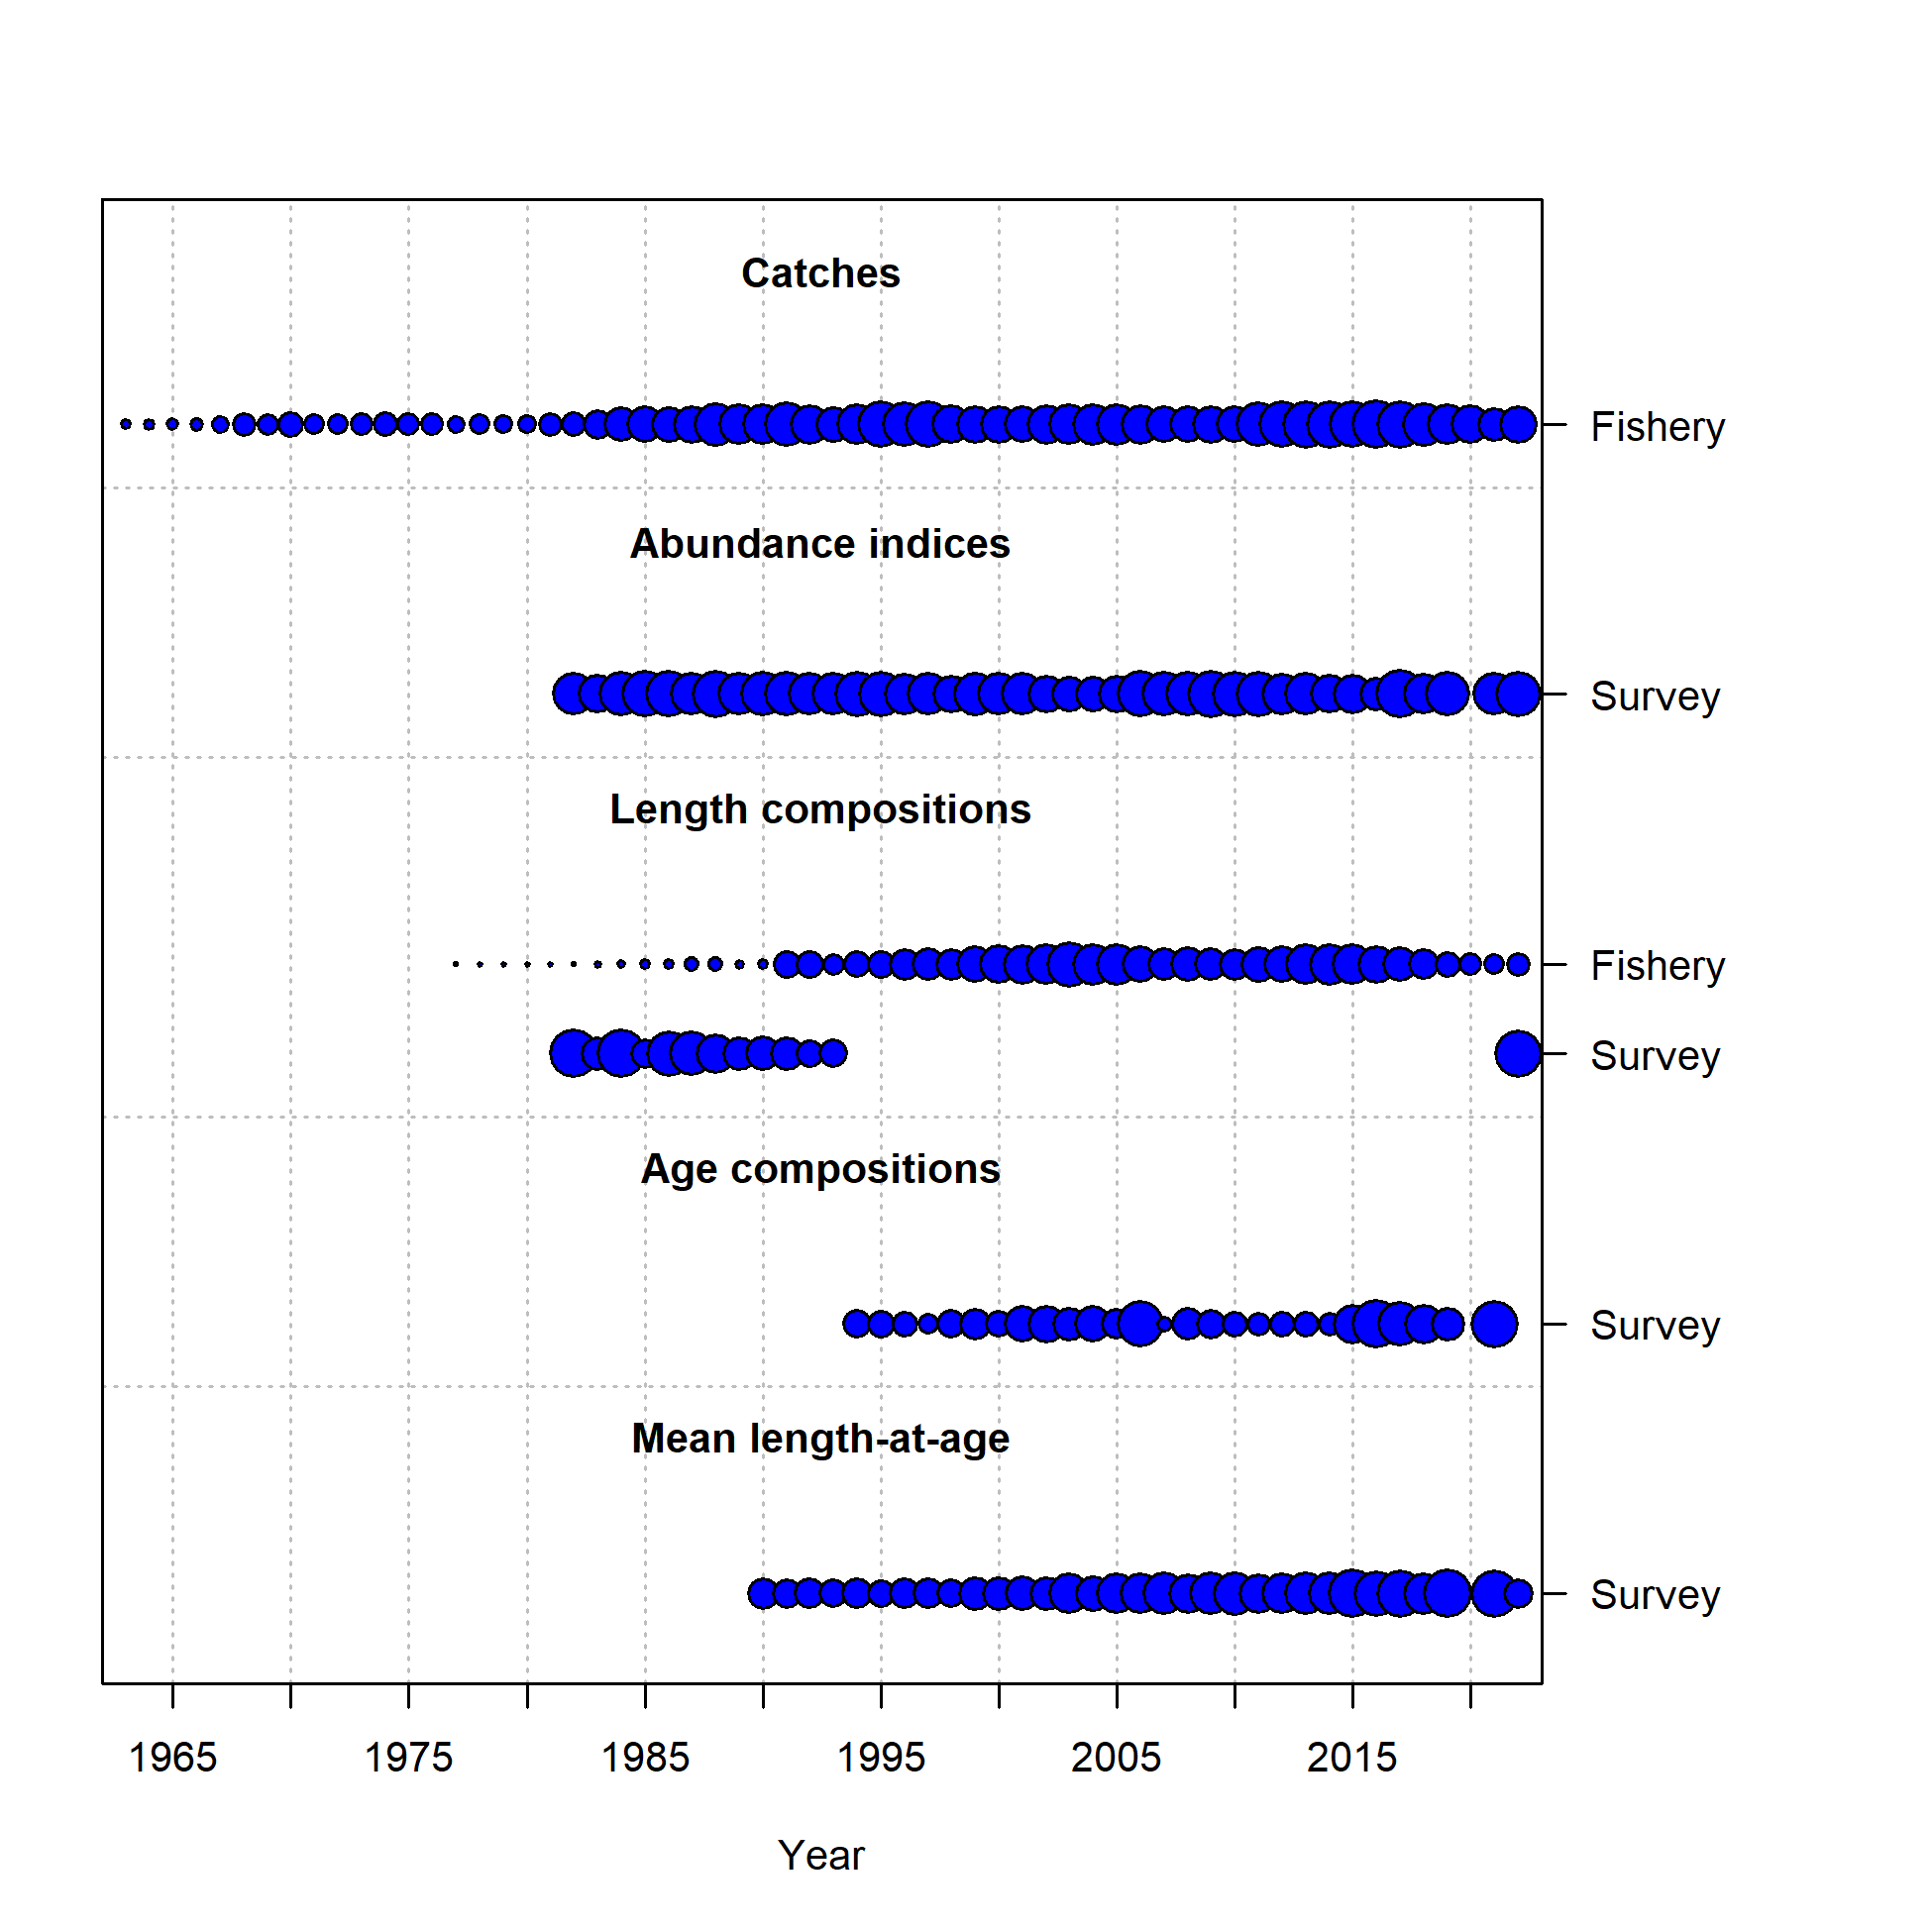 Catches
Fishery
Abundance indices
Survey
Length compositions
Fishery
Survey
Age compositions
Survey
Mean length-at-age
Survey
1965 1975 1985 1995 2005 2015
Year